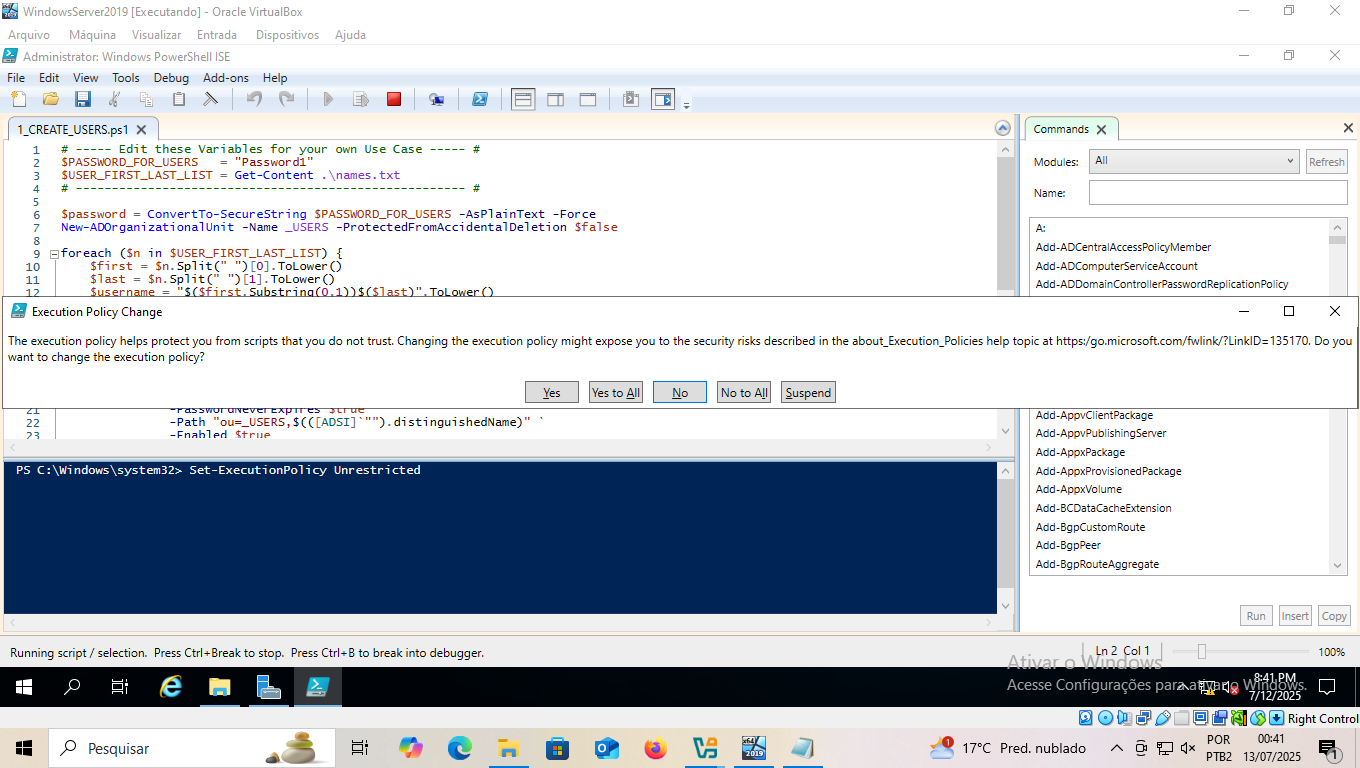 WindowsServer2019 [Executando] - Oracle VirtualBox
Arquivo Máquina Visualizar Entrada Dispositivos Ajuda
Administrator: Windows PowerShell ISE
File Edit View Tools Debug Add-ons Help
1_CREATE_USERS.ps1
1 # ----- Edit these Variables for your own Use Case ----- #
2 $PASSWORD_FOR_USERS = "Password1"
3 $USER_FIRST_LAST_LIST = Get-Content .\names.txt
4 # ------------------------------------------------------ #
5
6 $password = ConvertTo-SecureString $PASSWORD_FOR_USERS -AsPlainText -Force
7 New-ADOrganizationalUnit -Name _USERS -ProtectedFromAccidentalDeletion $false
8
9 foreach ($n in $USER_FIRST_LAST_LIST) {
10 $first = $n.Split(" ")[0].ToLower()
11 $last = $n.Split(" ")[1].ToLower()
12 $username = "$($first.Substring(0,1))$($last)".ToLower()
Commands
Modules: All Refresh
Name:
A:
Add-ADCentralAccessPolicyMember
Add-ADComputerServiceAccount
Add-ADDomainControllerPasswordReplicationPolicy
Execution Policy Change
The execution policy helps protect you from scripts that you do not trust. Changing the execution policy might expose you to the security risks described in the about_Execution_Policies help topic at https:/go.microsoft.com/fwlink/?LinkID=135170. Do you
want to change the execution policy?
Yes Yes to All No No to All Suspend
21 -PasswordNeverExpires $true
22 -Path "ou=_USERS,$(([ADSI]`"").distinguishedName)" `
23 -Enabled $true
Add-AppvClientPackage
Add-AppvPublishingServer
Add-AppxPackage
Add-AppxProvisionedPackage
Add-AppxVolume
Add-BCDataCacheExtension
Add-BgpCustomRoute
Add-BgpPeer
Add-BgpRouteAggregate
Run Insert Copy
PS C:\Windows\system32> Set-ExecutionPolicy Unrestricted
Running script / selection. Press Ctrl+Break to stop. Press Ctrl+B to break into debugger.
Ln 2 Col 1
100%
Ativar o Windows
Acesse Configurações para ativar o Windows.
8:41 PM
7/12/2025
Right Control
Pesquisar
17°C Pred. nublado
POR
PTB2
00:41
13/07/2025
1